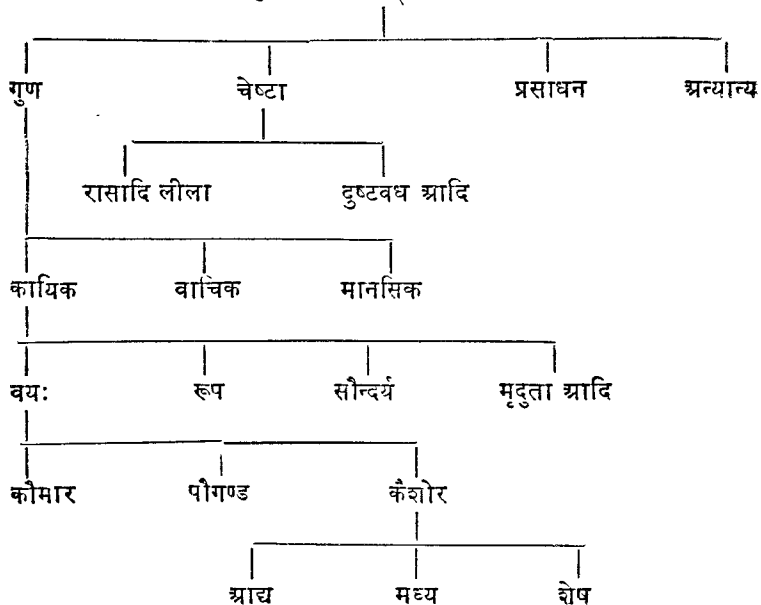 गुण चेष्टा प्रसाधन अन्यान्य
रासादि लीला दुष्टवध आदि
कायिक वाचिक मानसिक
वयः रूप सौन्दर्य मृदुता आदि
कौमार पौगण्ड कैशोर
आद्य मध्य शेष